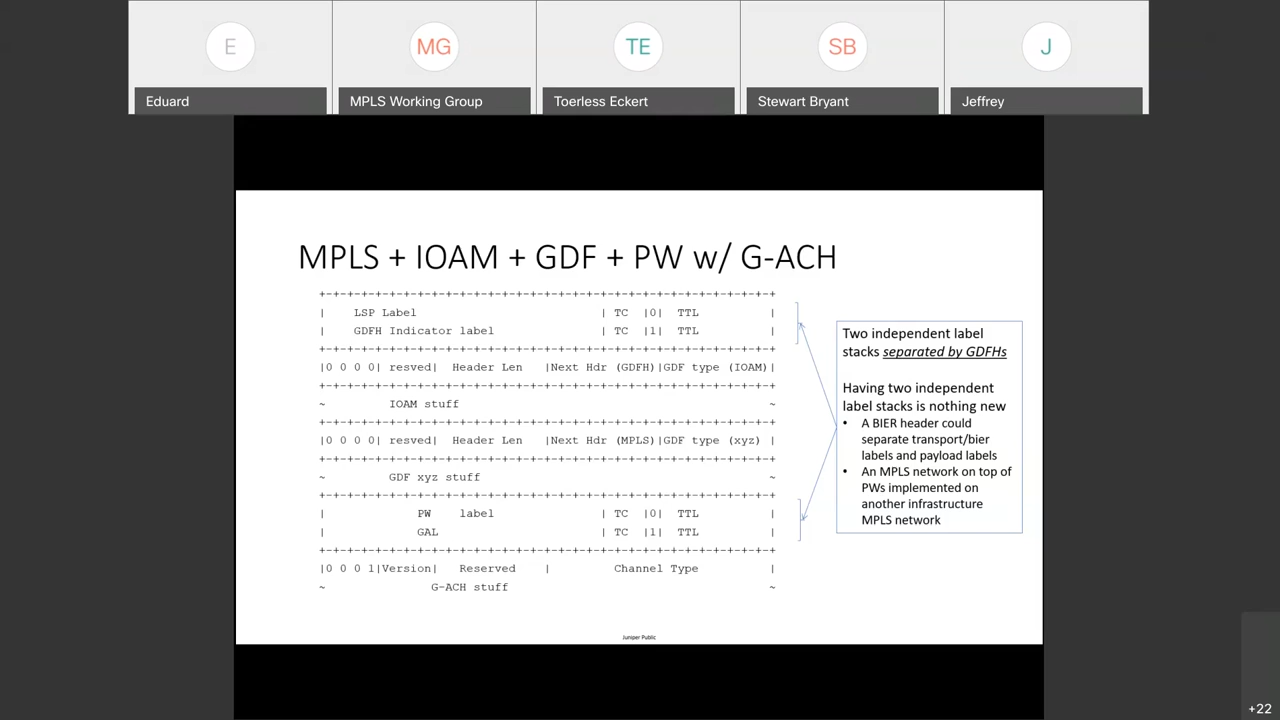 E
MG
TE
SB
J
Eduard
MPLS Working Group
Toerless Eckert
Stewart Bryant
Jeffrey
MPLS + IOAM + GDF + PW w/ G-ACH
+-+-+-+-+-+-+-+-+-+-+-+-+-+-+-+-+-+-+-+-+-+-+-+-+-+-+-+-+-+-+-+-+
| LSP Label | TC |0| TTL |
| GDFH Indicator label | TC |1| TTL |
+-+-+-+-+-+-+-+-+-+-+-+-+-+-+-+-+-+-+-+-+-+-+-+-+-+-+-+-+-+-+-+-+
|0 0 0 0| resved| Header Len |Next Hdr (GDFH)|GDF type (IOAM)|
+-+-+-+-+-+-+-+-+-+-+-+-+-+-+-+-+-+-+-+-+-+-+-+-+-+-+-+-+-+-+-+-+
~ IOAM stuff ~
+-+-+-+-+-+-+-+-+-+-+-+-+-+-+-+-+-+-+-+-+-+-+-+-+-+-+-+-+-+-+-+-+
|0 0 0 0| resved| Header Len |Next Hdr (MPLS)|GDF type (xyz) |
+-+-+-+-+-+-+-+-+-+-+-+-+-+-+-+-+-+-+-+-+-+-+-+-+-+-+-+-+-+-+-+-+
~ GDF xyz stuff ~
+-+-+-+-+-+-+-+-+-+-+-+-+-+-+-+-+-+-+-+-+-+-+-+-+-+-+-+-+-+-+-+-+
| PW label | TC |0| TTL |
| GAL | TC |1| TTL |
+-+-+-+-+-+-+-+-+-+-+-+-+-+-+-+-+-+-+-+-+-+-+-+-+-+-+-+-+-+-+-+-+
|0 0 0 1|Version| Reserved | Channel Type |
~ G-ACH stuff ~
Two independent label
stacks separated by GDFHs
Having two independent
label stacks is nothing new
• A BIER header could
separate transport/bier
labels and payload labels
• An MPLS network on top of
PWs implemented on
another infrastructure
MPLS network
Juniper Public
+22